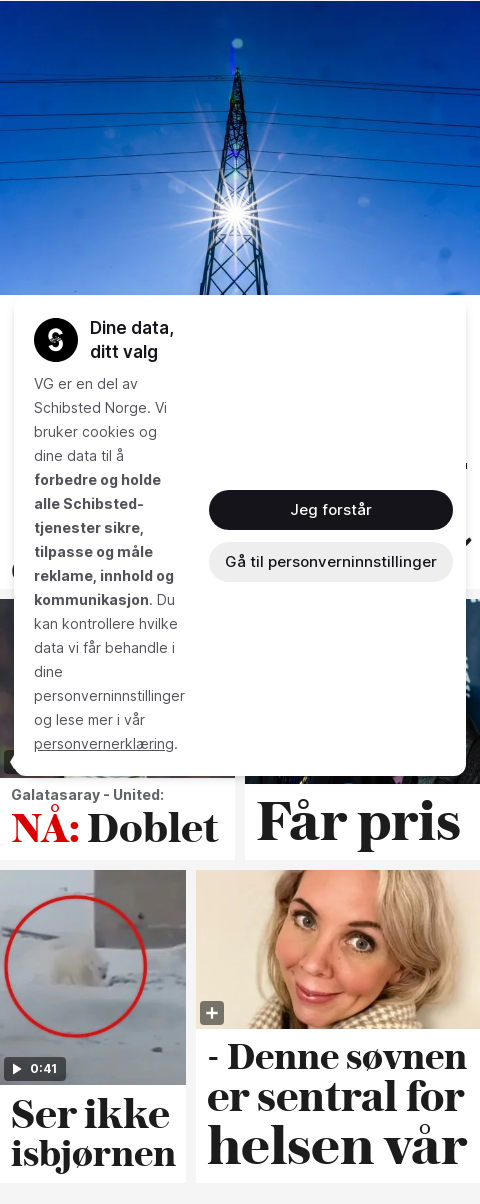 Dine data,
ditt valg
VG er en del av
Schibsted Norge. Vi
bruker cookies og
dine data til å
forbedre og holde
alle Schibsted-
tjenester sikre,
tilpasse og måle
reklame, innhold og
kommunikasjon. Du
kan kontrollere hvilke
data vi får behandle i
dine
personverninnstillinger
og lese mer i vår
personvernerklæring.
Jeg forstår
Gå til personverninnstillinger
Galatasaray - United:
NÅ: Doblet
Får pris
0:41
Ser ikke
isbjørnen
- Denne søvnen
er sentral for
helsen vår